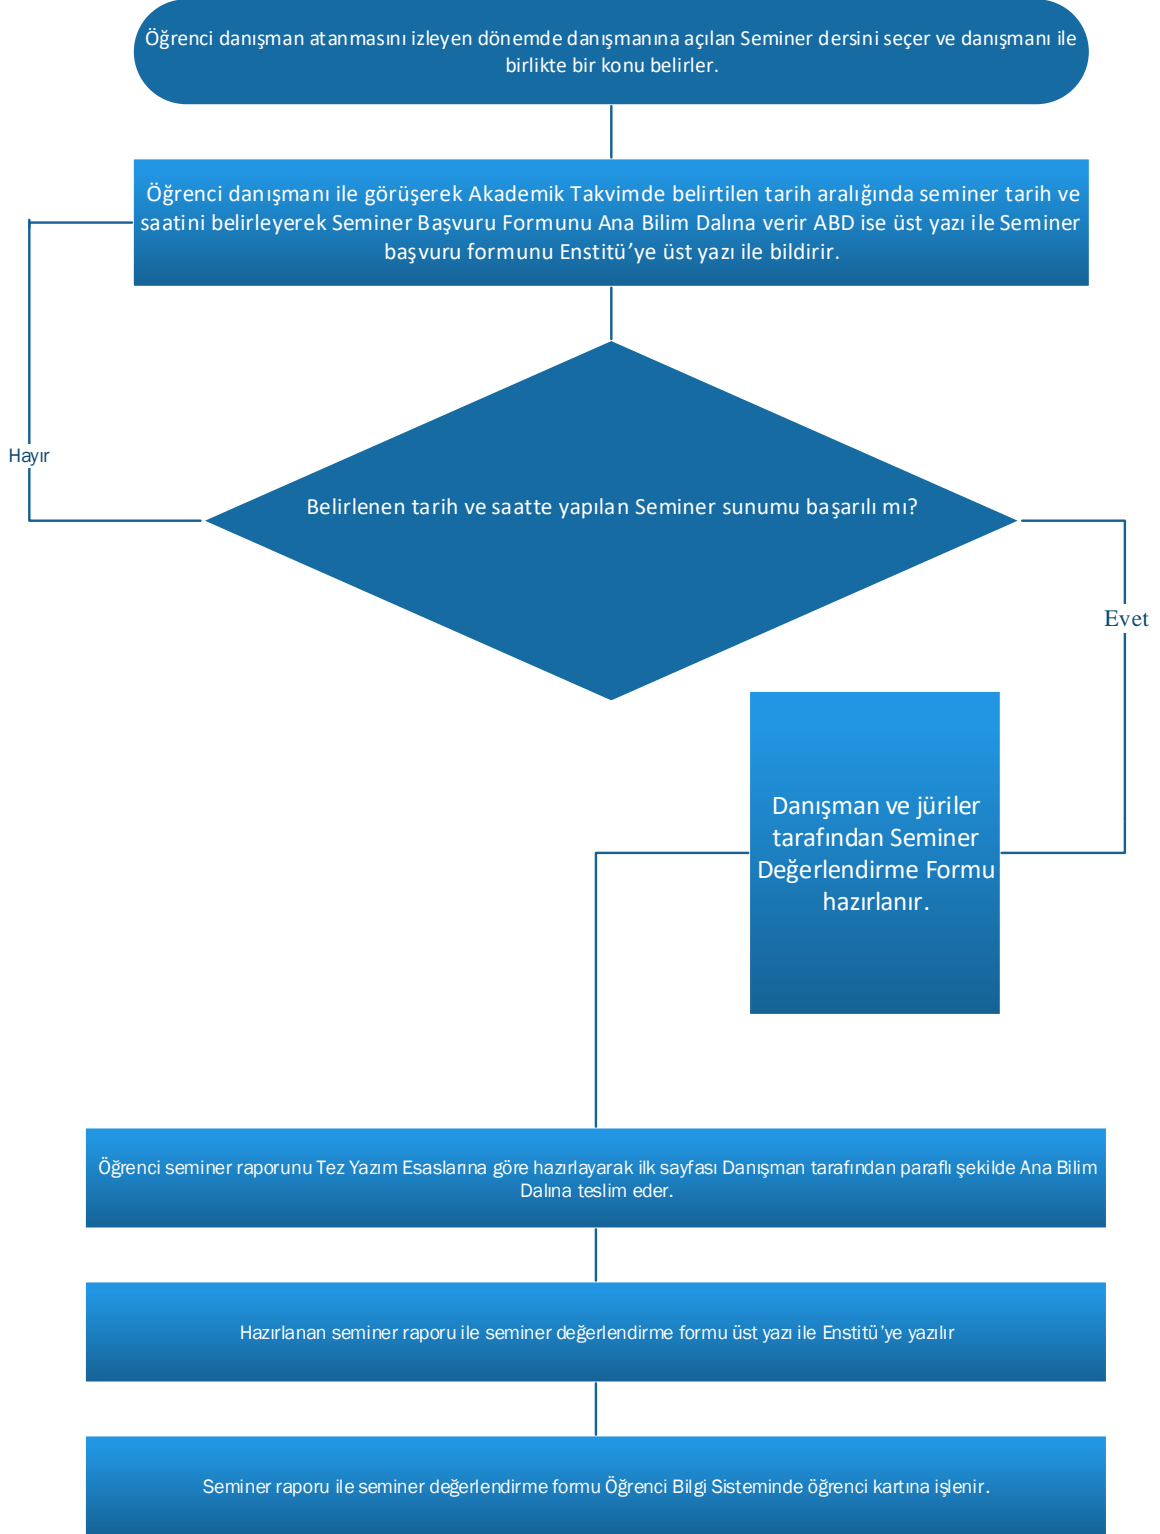 Öğrenci danışman atanmasını izleyen dönemde danışmanına açılan Seminer dersini seçer ve danışmanı ile
birlikte bir konu belirler.
Öğrenci danışmanı ile görüşerek Akademik Takvimde belirtilen tarih aralığında seminer tarih ve
saatini belirleyerek Seminer Başvuru Formunu Ana Bilim Dalına verir ABD ise üst yazı ile Seminer
başvuru formunu Enstitü’ye üst yazı ile bildirir.
Hayır
Belirlenen tarih ve saatte yapılan Seminer sunumu başarılı mı?
Evet
Danışman ve jüriler
tarafından Seminer
Değerlendirme Formu
hazırlanır.
Öğrenci seminer raporunu Tez Yazım Esaslarına göre hazırlayarak ilk sayfası Danışman tarafından paraflı şekilde Ana Bilim
Dalına teslim eder.
Hazırlanan seminer raporu ile seminer değerlendirme formu üst yazı ile Enstitü’ye yazılır
Seminer raporu ile seminer değerlendirme formu Öğrenci Bilgi Sisteminde öğrenci kartına işlenir.